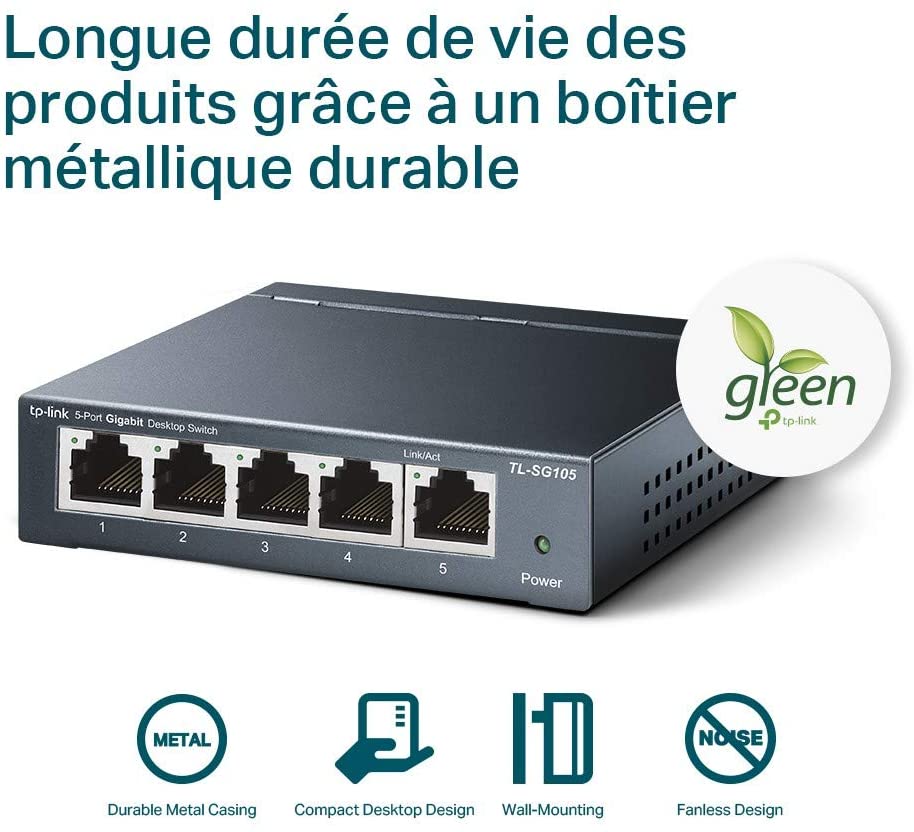 Longue durée de vie des
produits grâce à un boîtier
métallique durable
green
tp-link
tp-link 5-Port Gigabit Desktop Switch
Link/Act
TL-SG105
1
2
3
4
5
Power
METAL
NOISE
Durable Metal Casing
Compact Desktop Design
Wall-Mounting
Fanless Design